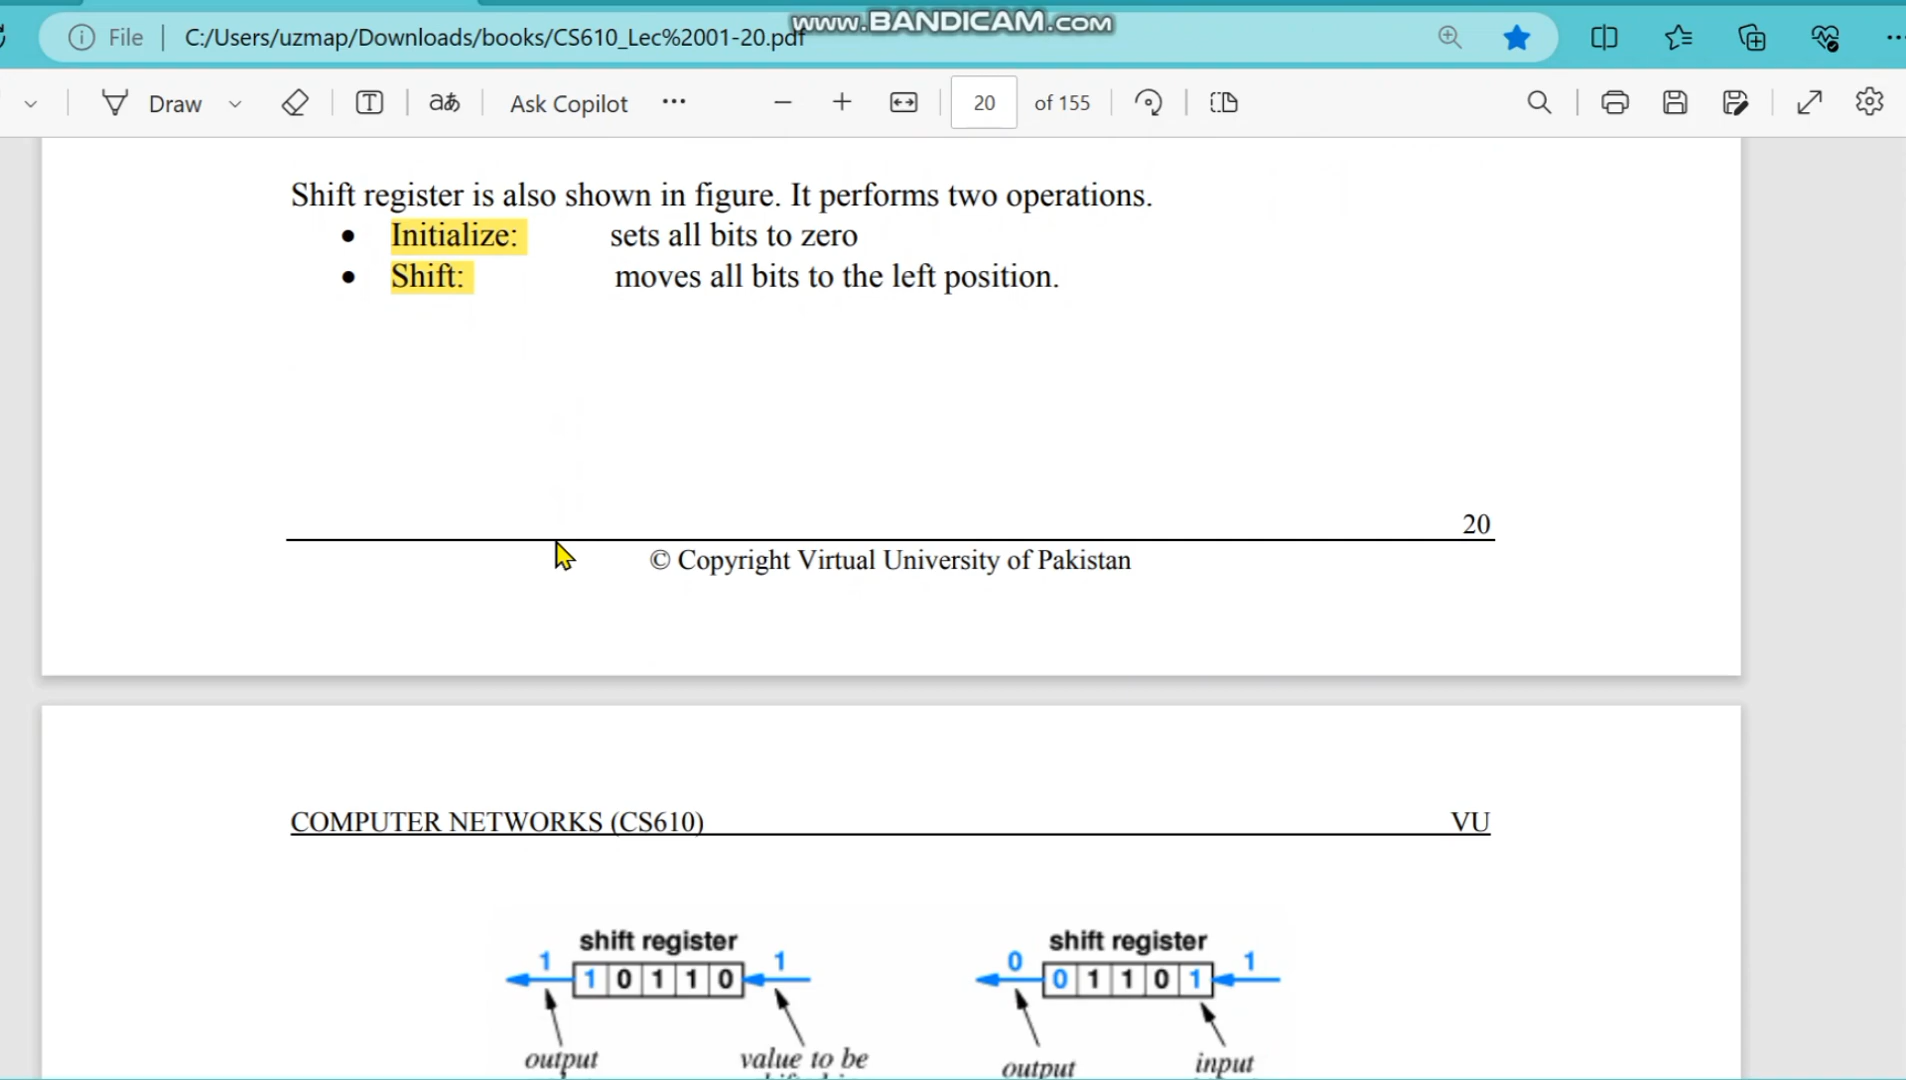 www.BANDICAM.com
File C:/Users/uzmap/Downloads/books/CS610_Lec%2001-20.pdf
Draw aあ Ask Copilot 20 of 155
Shift register is also shown in figure. It performs two operations.
• Initialize: sets all bits to zero
• Shift: moves all bits to the left position.
20
© Copyright Virtual University of Pakistan
COMPUTER NETWORKS (CS610) VU
shift register shift register
1 1 0 1 1 0 1 0 0 1 1 0 1 1
output value to be output input